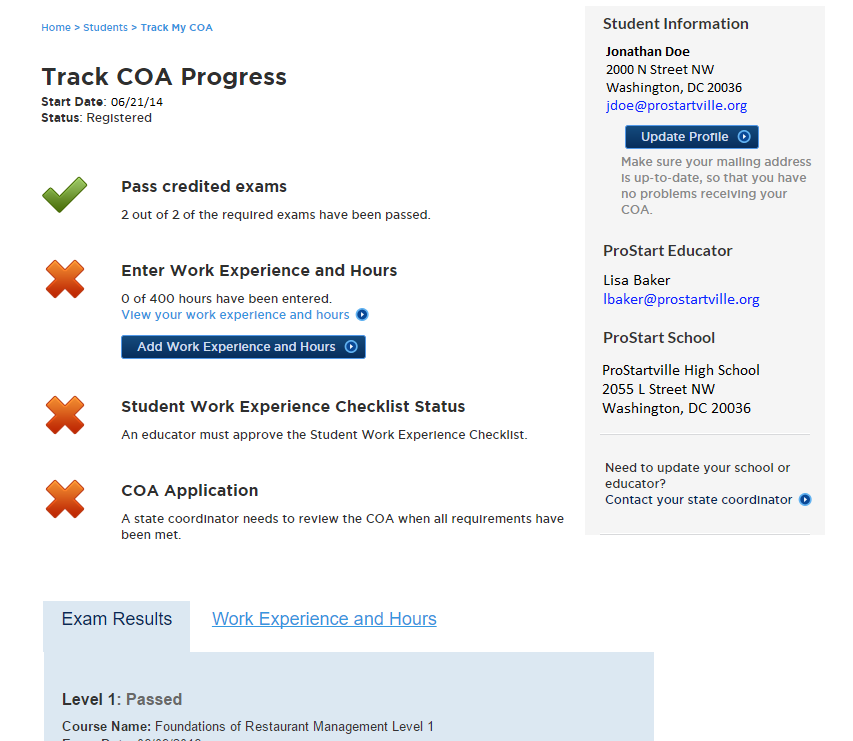 Home > Students > Track My COA
Track COA Progress
Start Date: 06/21/14
Status: Registered
Pass credited exams
2 out of 2 of the required exams have been passed.
Enter Work Experience and Hours
0 of 400 hours have been entered.
View your work experience and hours
Add Work Experience and Hours
Student Work Experience Checklist Status
An educator must approve the Student Work Experience Checklist.
COA Application
A state coordinator needs to review the COA when all requirements have
been met.
Student Information
Jonathan Doe
2000 N Street NW
Washington, DC 20036
jdoe@prostartville.org
Update Profile
Make sure your mailing address
is up-to-date, so that you have
no problems receiving your
COA.
ProStart Educator
Lisa Baker
lbaker@prostartville.org
ProStart School
ProStartville High School
2055 L Street NW
Washington, DC 20036
Need to update your school or
educator?
Contact your state coordinator
Exam Results
Work Experience and Hours
Level 1: Passed
Course Name: Foundations of Restaurant Management Level 1